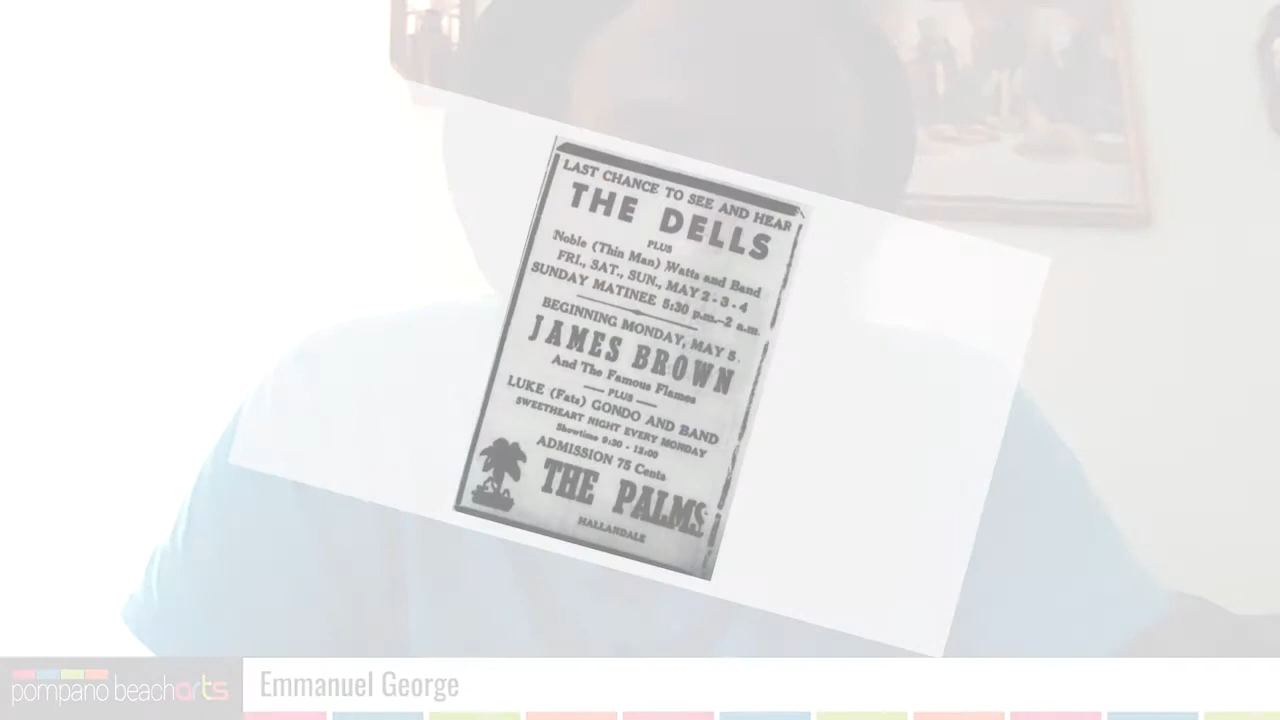 LAST CHANCE TO SEE AND HEAR
THE DELLS
PLUS
Noble (Thin Man) Watts and Band
FRI., SAT., SUN., MAY 2 - 3 - 4
SUNDAY MATINEE 5:30 p.m.-2 a.m.
BEGINNING MONDAY, MAY 5
JAMES BROWN
And The Famous Flames
PLUS
LUKE (Fats) GONDO AND BAND
SWEETHEART NIGHT EVERY MONDAY
Showtime 9:30 - 12:00
ADMISSION 75 Cents
THE PALMS
HALLANDALE
pompano beacharts
Emmanuel George